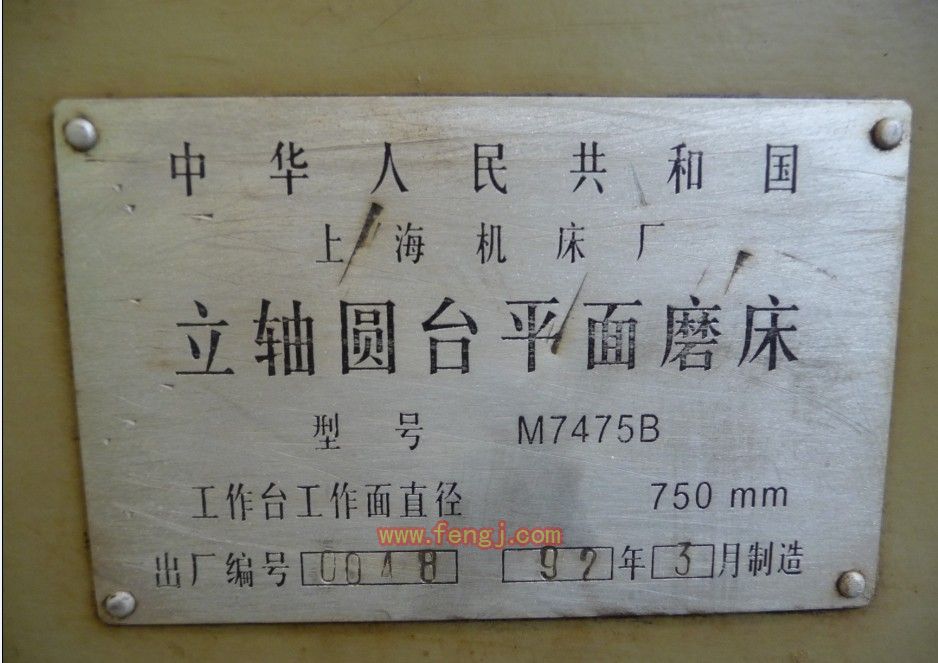 中华人民共和国
上海机床厂
立轴圆台平面磨床
型号 M7475B
工作台工作面直径 750 mm
www.fengj.com
出厂编号 0048 92年3月制造